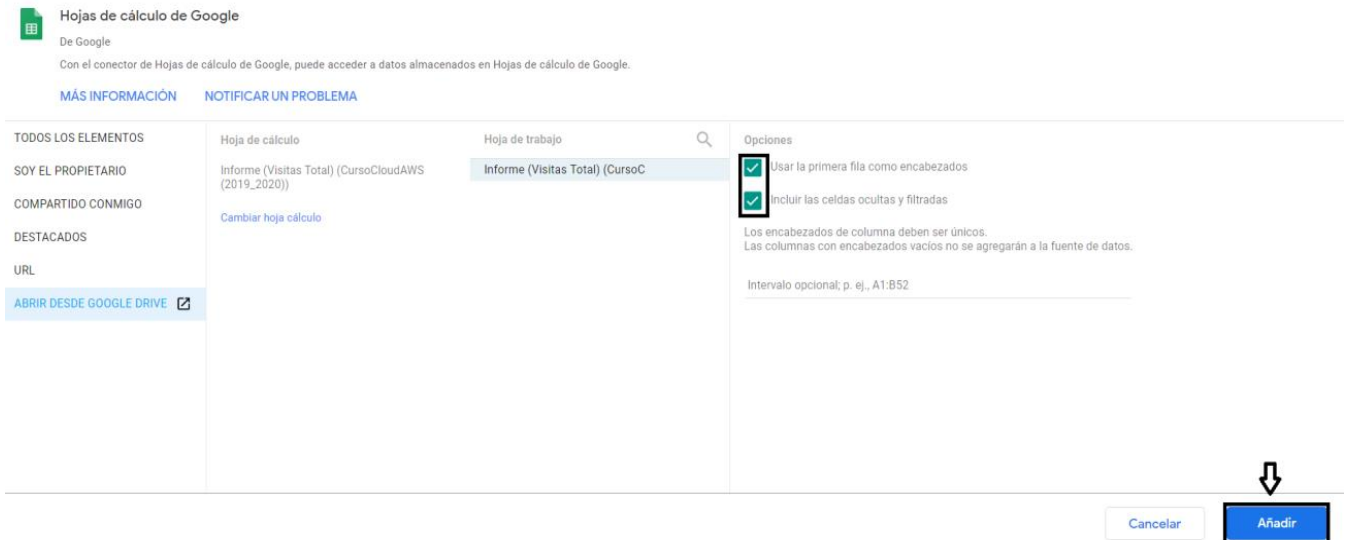 Hojas de cálculo de Google
De Google
Con el conector de Hojas de cálculo de Google, puede acceder a datos almacenados en Hojas de cálculo de Google.
MÁS INFORMACIÓN NOTIFICAR UN PROBLEMA
TODOS LOS ELEMENTOS
SOY EL PROPIETARIO
COMPARTIDO CONMIGO
DESTACADOS
URL
ABRIR DESDE GOOGLE DRIVE
Hoja de cálculo
Informe (Visitas Total) (CursoCloudAWS
(2019_2020))
Cambiar hoja cálculo
Hoja de trabajo
Informe (Visitas Total) (CursoC
Opciones
Usar la primera fila como encabezados
Incluir las celdas ocultas y filtradas
Los encabezados de columna deben ser únicos.
Las columnas con encabezados vacíos no se agregarán a la fuente de datos.
Intervalo opcional; p. ej., A1:B52
Cancelar Añadir